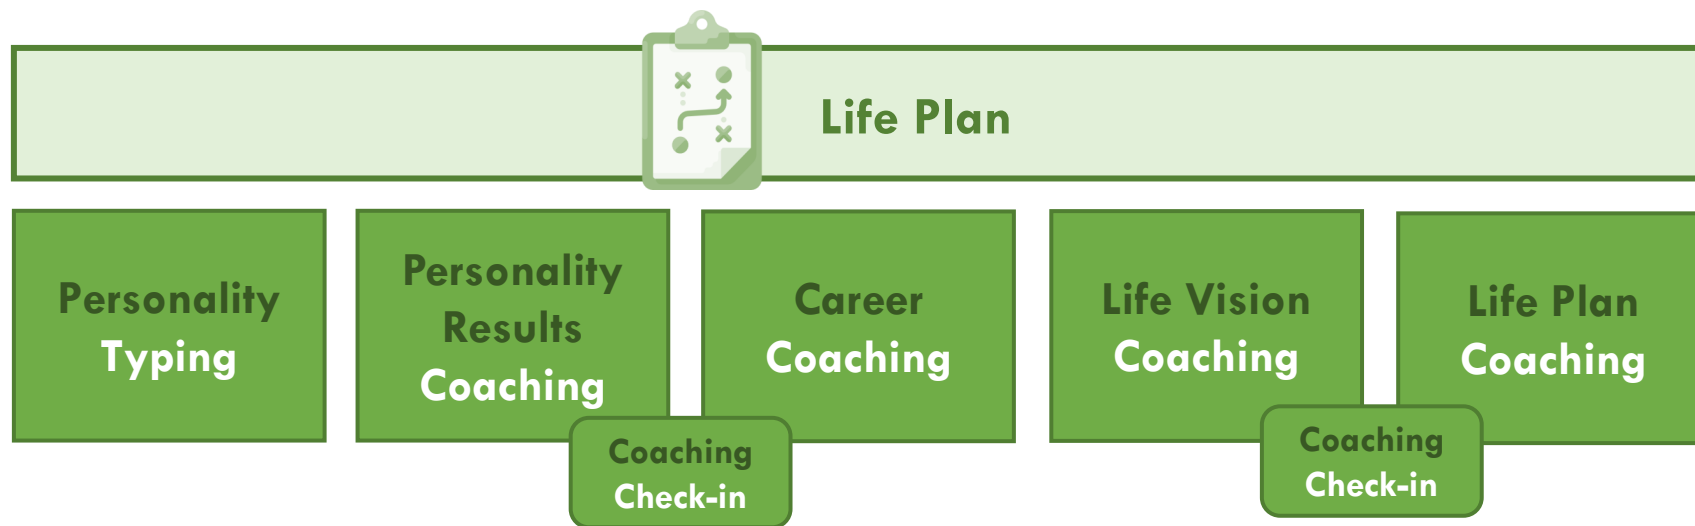 Life Plan
Personality
Typing
Personality
Results
Coaching
Career
Coaching
Life Vision
Coaching
Life Plan
Coaching
Coaching
Check-in
Coaching
Check-in